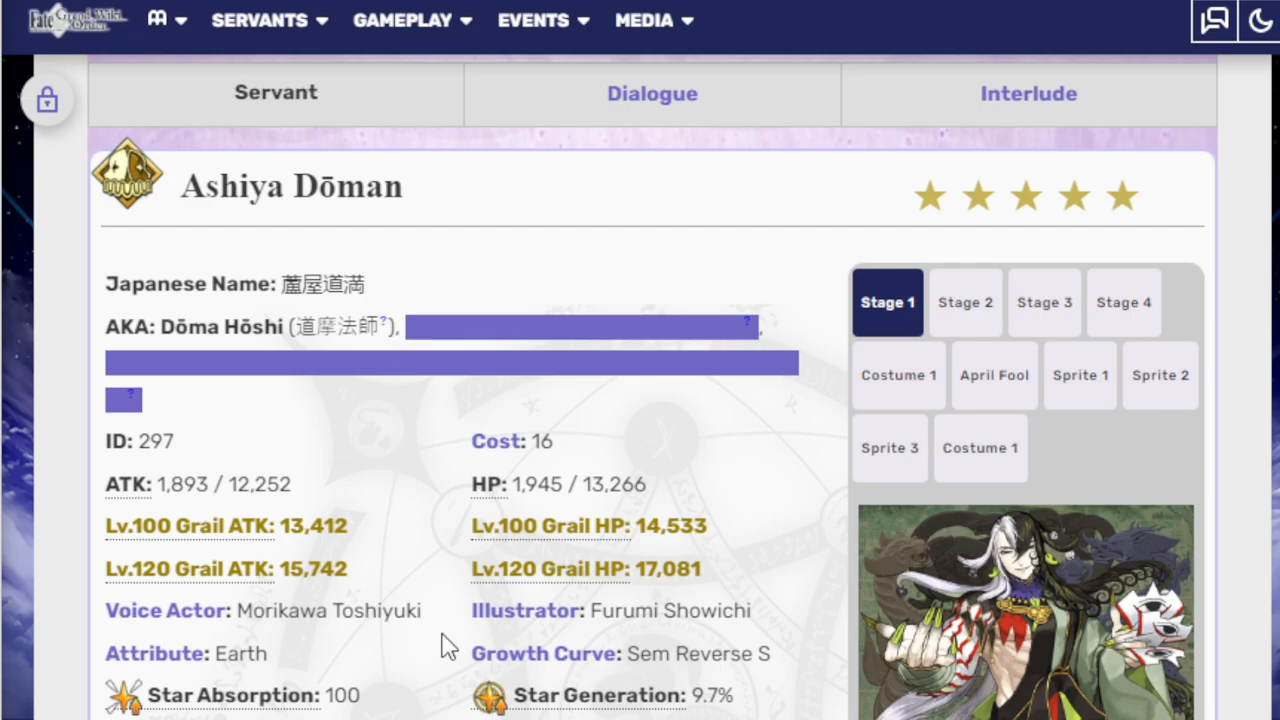 Fate Grand Wiki Order
SERVANTS GAMEPLAY EVENTS MEDIA
Servant Dialogue Interlude
Ashiya Dōman
Japanese Name: 蘆屋道満
AKA: Dōma Hōshi (道摩法師?), ?,
?
ID: 297 Cost: 16
ATK: 1,893 / 12,252 HP: 1,945 / 13,266
Lv.100 Grail ATK: 13,412 Lv.100 Grail HP: 14,533
Lv.120 Grail ATK: 15,742 Lv.120 Grail HP: 17,081
Voice Actor: Morikawa Toshiyuki Illustrator: Furumi Showichi
Attribute: Earth Growth Curve: Sem Reverse S
Star Absorption: 100 Star Generation: 9.7%
Stage 1 Stage 2 Stage 3 Stage 4
Costume 1 April Fool Sprite 1 Sprite 2
Sprite 3 Costume 1